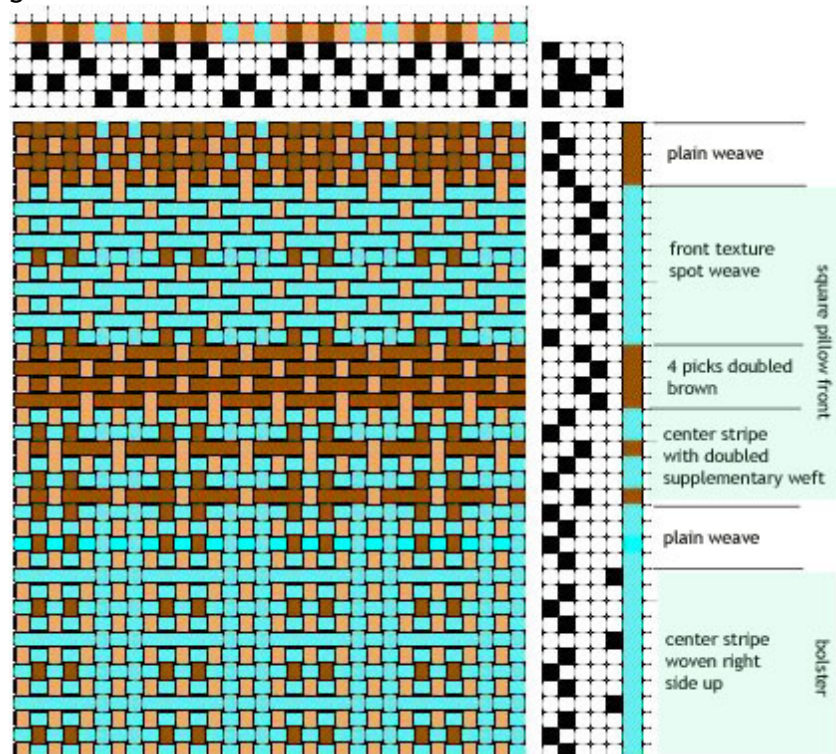 plain weave
front texture
spot weave
square pillow front
4 picks doubled
brown
center stripe
with doubled
supplementary weft
plain weave
center stripe
woven right
side up
bolster